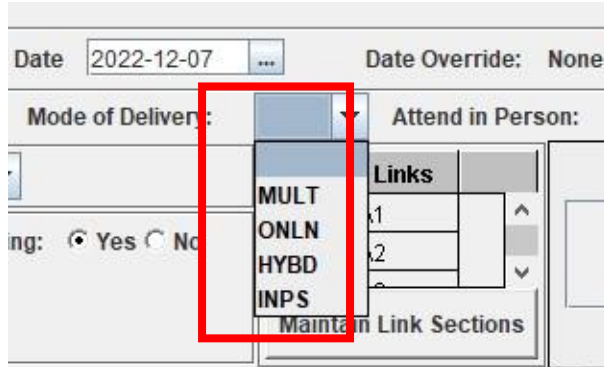 Date 2022-12-07 ... Date Override: None
Mode of Delivery: Attend in Person:
Links
MULT
ONLN
HYBD
INPS
Yes No
Maintain Link Sections